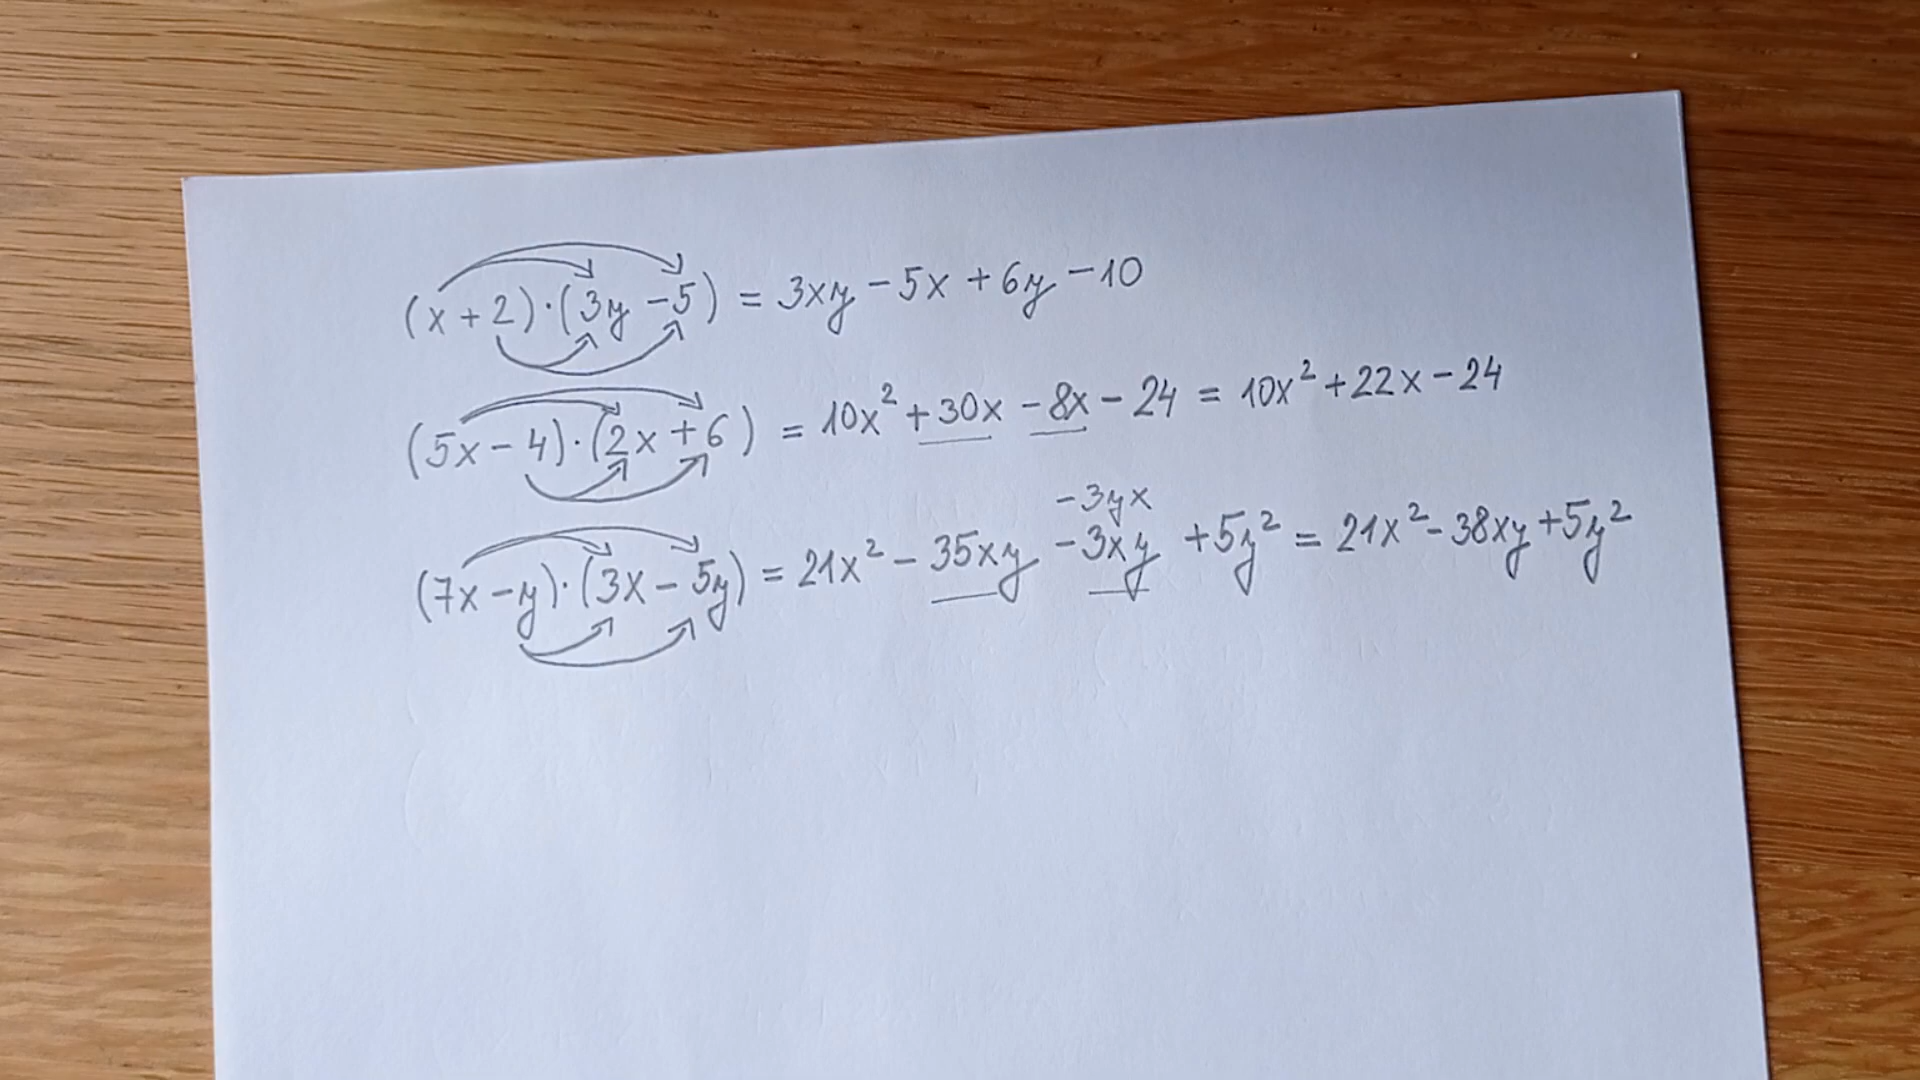 (x+2)·(3y-5) = 3xy - 5x + 6y - 10
(5x-4)·(2x+6) = 10x² + 30x - 8x - 24 = 10x² + 22x - 24
-3yx
(7x-y)·(3x-5y) = 21x² - 35xy - 3xy + 5y² = 21x² - 38xy + 5y²